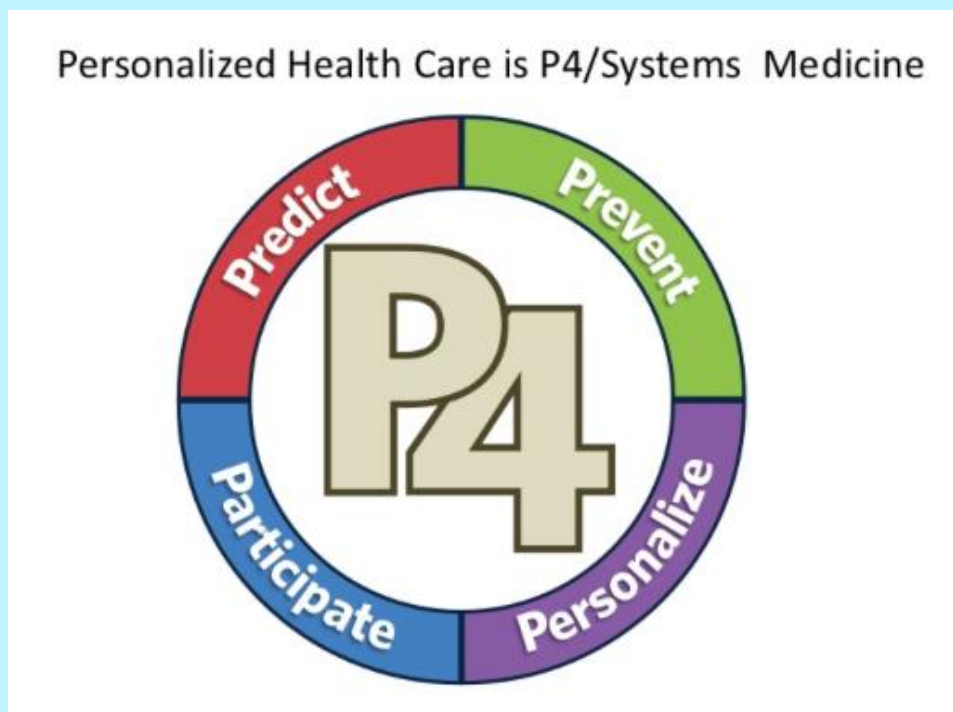 Personalized Health Care is P4/Systems Medicine
Predict
Prevent
P4
Participate
Personalize